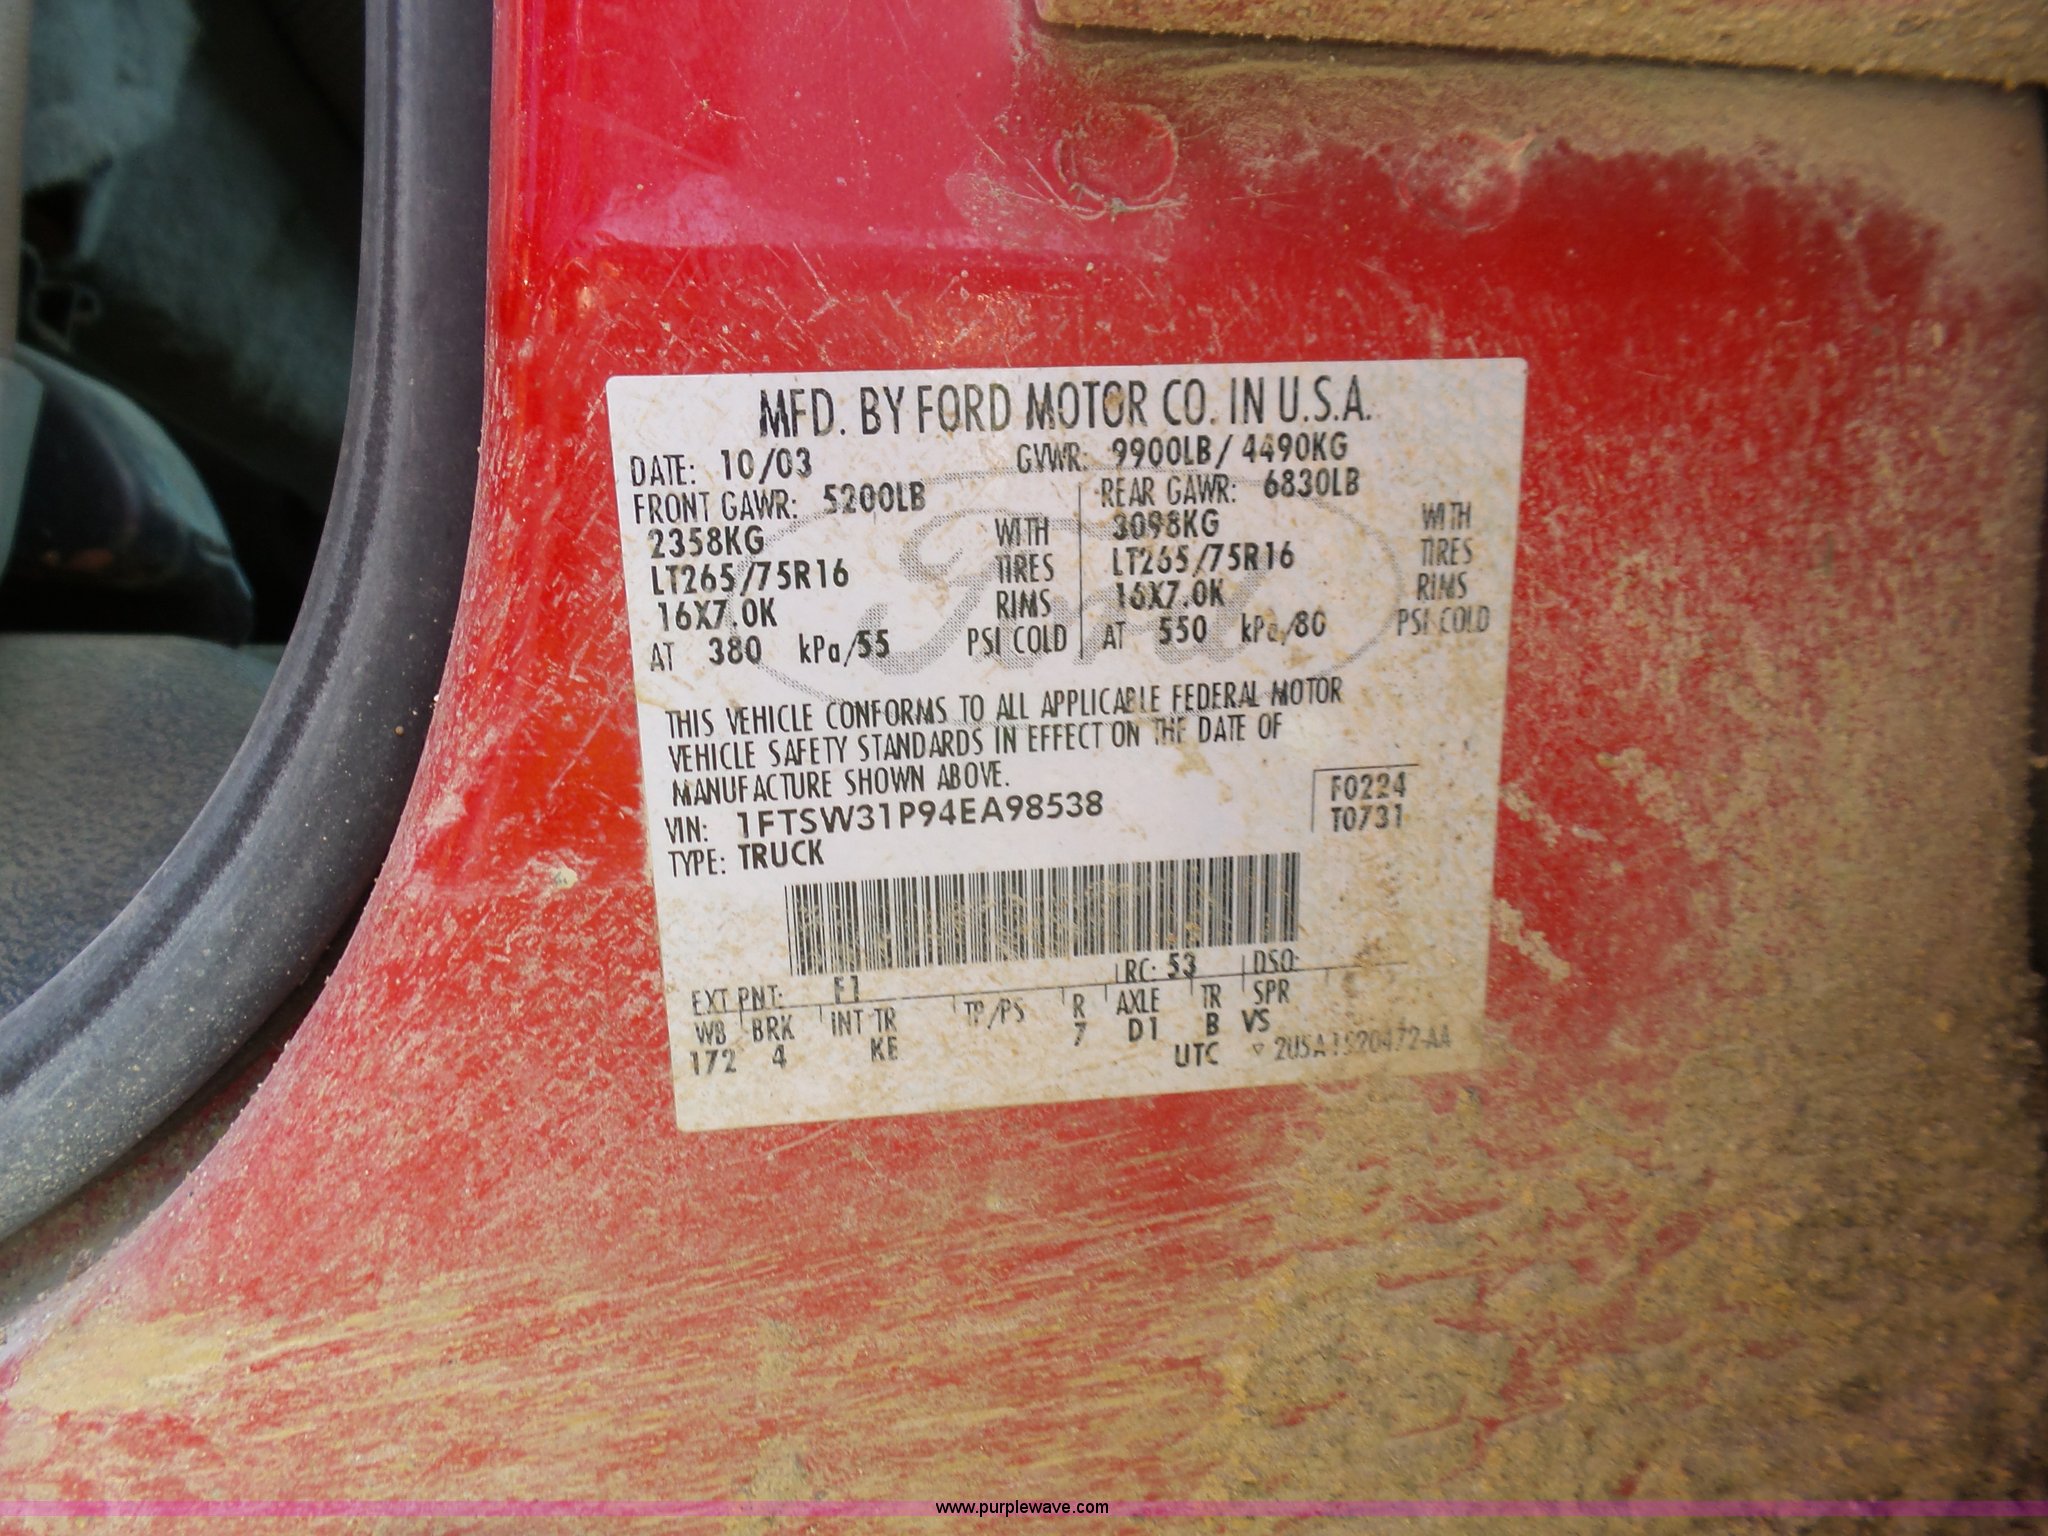 MFD. BY FORD MOTOR CO. IN U.S.A.
DATE: 10/03 GVWR: 9900LB/ 4490KG
FRONT GAWR: 5200LB REAR GAWR: 6830LB
2358KG WITH 3098KG WITH
LT265/75R16 TIRES LT265/75R16 TIRES
16X7.0K RIMS 16X7.0K RIMS
AT 380 kPa/55 PSI COLD AT 550 kPa/80 PSI COLD
Ford
THIS VEHICLE CONFORMS TO ALL APPLICABLE FEDERAL MOTOR
VEHICLE SAFETY STANDARDS IN EFFECT ON THE DATE OF
MANUFACTURE SHOWN ABOVE.
F0224
VIN: 1FTSW31P94EA98538
T0731
TYPE: TRUCK
EXT PNT: F1 RC: 53 DSO:
WB BRK INT TR TP/PS R AXLE TR SPR
172 4 KE 7 D1 B VS
UTC ▽ 2U5A-1520472-AA
www.purplewave.com